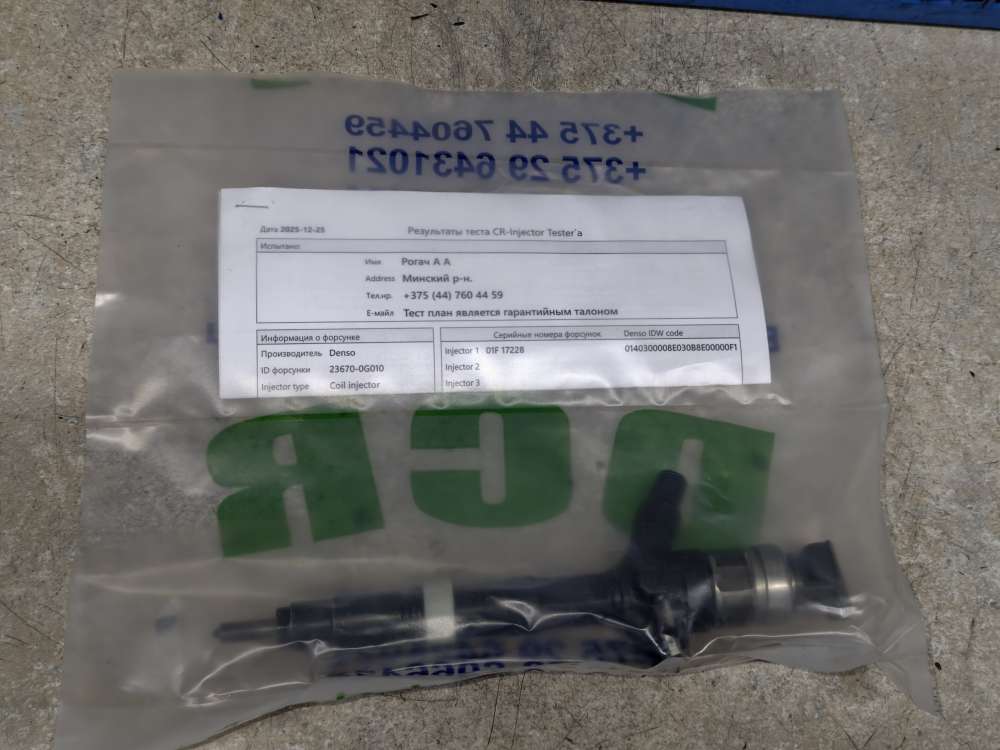 +375 44 7604459
+375 29 6431021
Дата 2025-12-25
Результаты теста CR-Injector Tester'a
Испытано:
Имя Рогач А А
Address Минский р-н.
Тел.нр. +375 (44) 760 44 59
E-майл Тест план является гарантийным талоном
Информация о форсунке
Производитель Denso
ID форсунки 23670-0G010
Injector type Coil injector
Серийные номера форсунок Denso IDW code
Injector 1 01F 17228 0140300008E030B8E00000F1
Injector 2
Injector 3
DCR